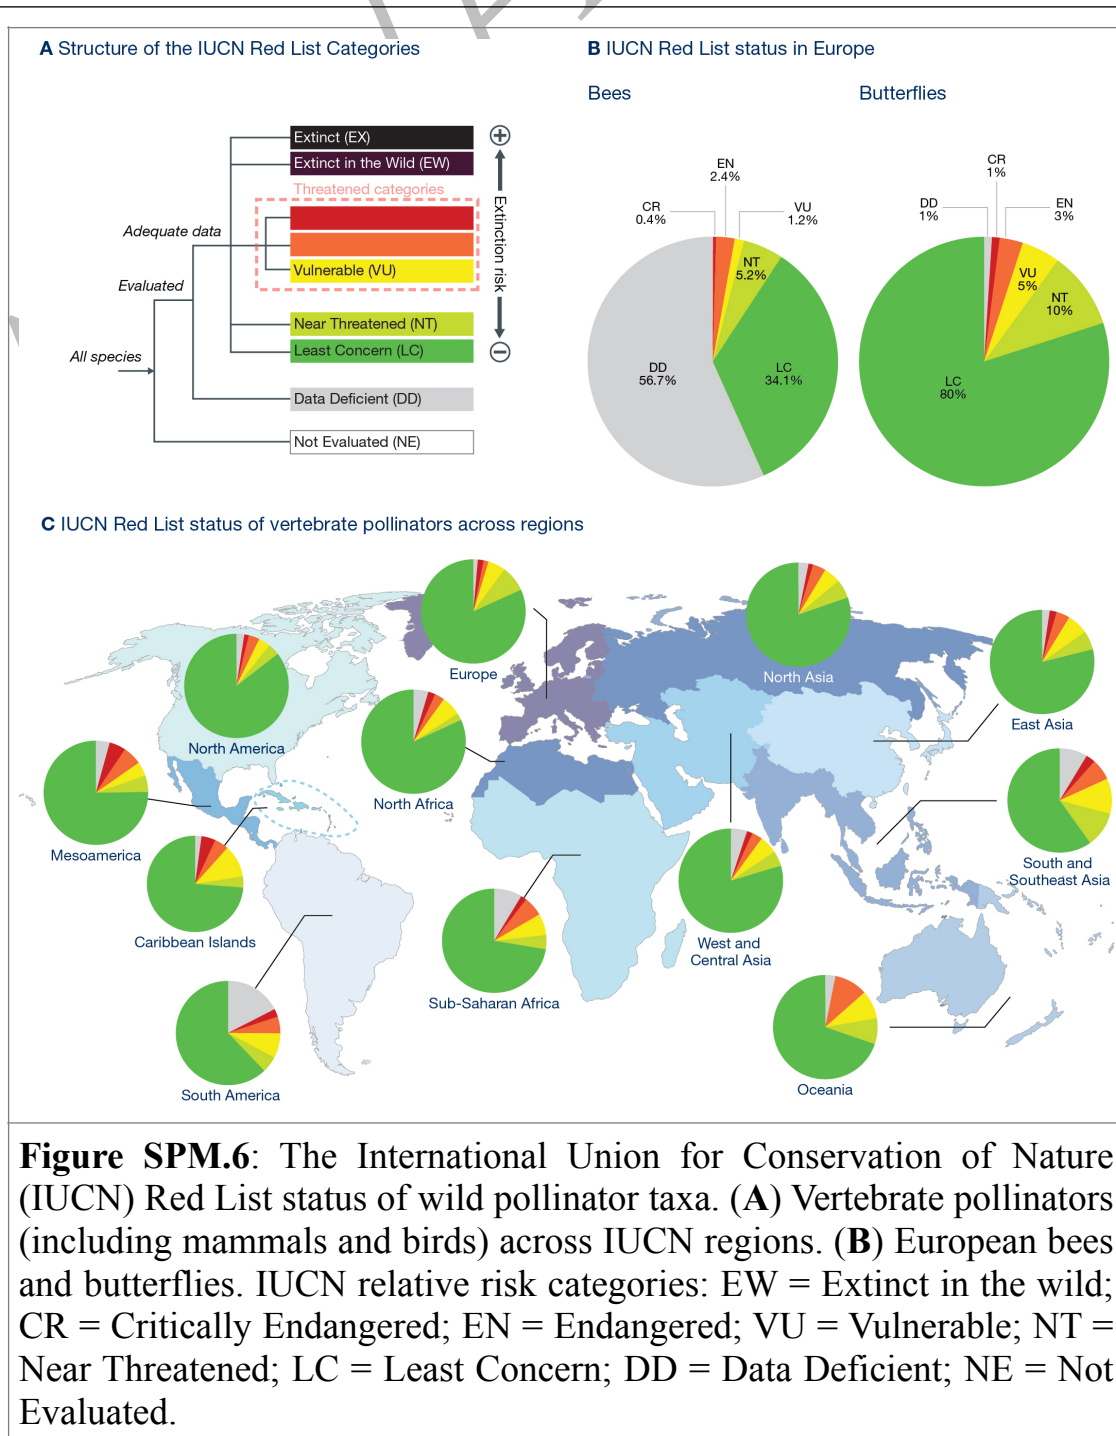 A Structure of the IUCN Red List Categories
Extinct (EX)
Extinct in the Wild (EW)
Threatened categories
Vulnerable (VU)
Near Threatened (NT)
Least Concern (LC)
Data Deficient (DD)
Not Evaluated (NE)
Adequate data
Evaluated
All species
+
Extinction risk
−
B IUCN Red List status in Europe
Bees
CR
0.4%
EN
2.4%
VU
1.2%
NT
5.2%
LC
34.1%
DD
56.7%
Butterflies
DD
1%
CR
1%
EN
3%
VU
5%
NT
10%
LC
80%
C IUCN Red List status of vertebrate pollinators across regions
Europe
North Asia
East Asia
North America
North Africa
Mesoamerica
South and
Southeast Asia
Caribbean Islands
West and
Central Asia
Sub-Saharan Africa
South America
Oceania
Figure SPM.6: The International Union for Conservation of Nature
(IUCN) Red List status of wild pollinator taxa. (A) Vertebrate pollinators
(including mammals and birds) across IUCN regions. (B) European bees
and butterflies. IUCN relative risk categories: EW = Extinct in the wild;
CR = Critically Endangered; EN = Endangered; VU = Vulnerable; NT =
Near Threatened; LC = Least Concern; DD = Data Deficient; NE = Not
Evaluated.